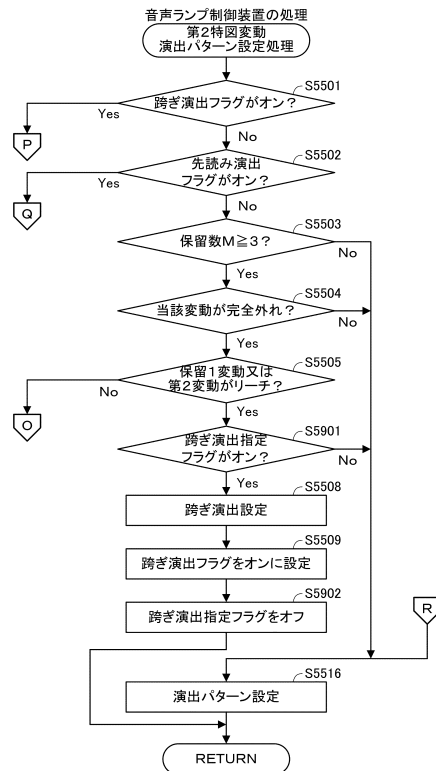 音声ランプ制御装置の処理
第2特図変動
演出パターン設定処理
S5501
跨ぎ演出フラグがオン？
Yes
P
No
S5502
先読み演出
フラグがオン？
Yes
Q
No
S5503
保留数M≧3？
No
Yes
S5504
当該変動が完全外れ？
No
Yes
S5505
保留1変動又は
第2変動がリーチ？
No
O
Yes
S5901
跨ぎ演出指定
フラグがオン？
No
Yes
S5508
跨ぎ演出設定
S5509
跨ぎ演出フラグをオンに設定
S5902
跨ぎ演出指定フラグをオフ
R
S5516
演出パターン設定
RETURN